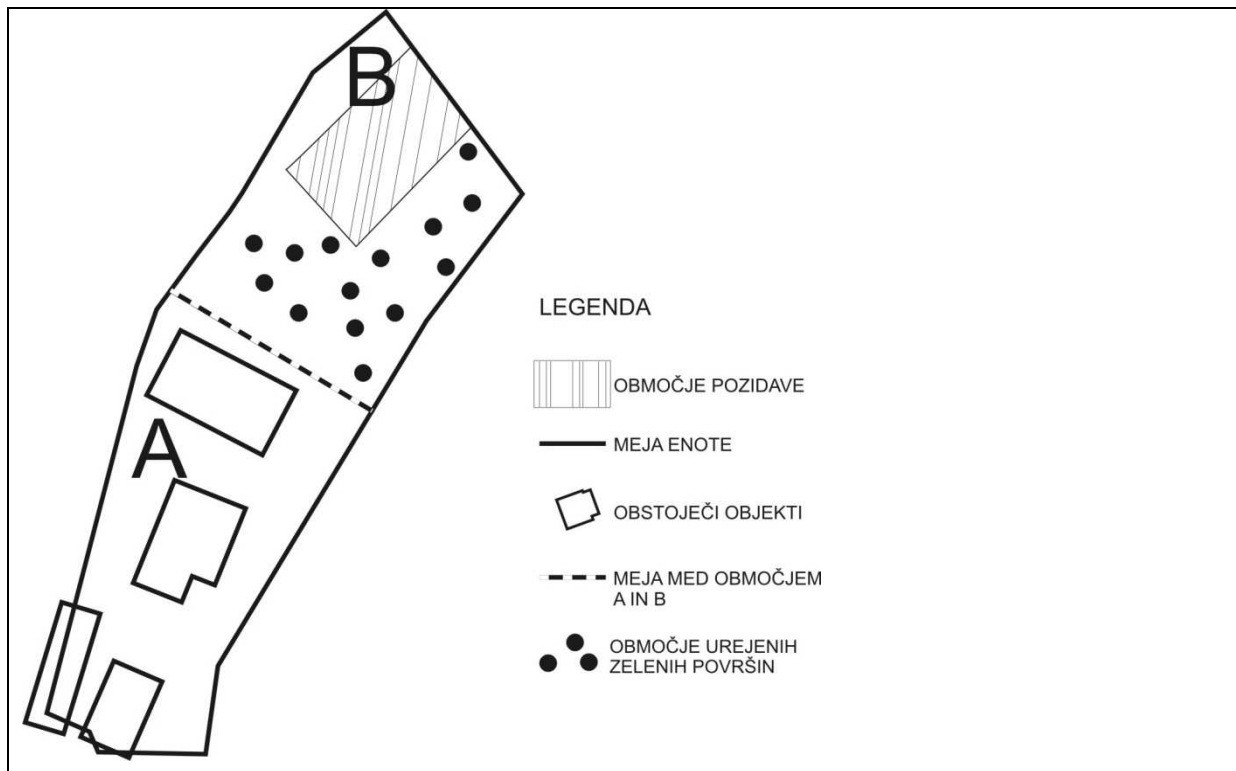 B
A
LEGENDA
OBMOČJE POZIDAVE
MEJA ENOTE
OBSTOJEČI OBJEKTI
MEJA MED OBMOČJEM
A IN B
OBMOČJE UREJENIH
ZELENIH POVRŠIN